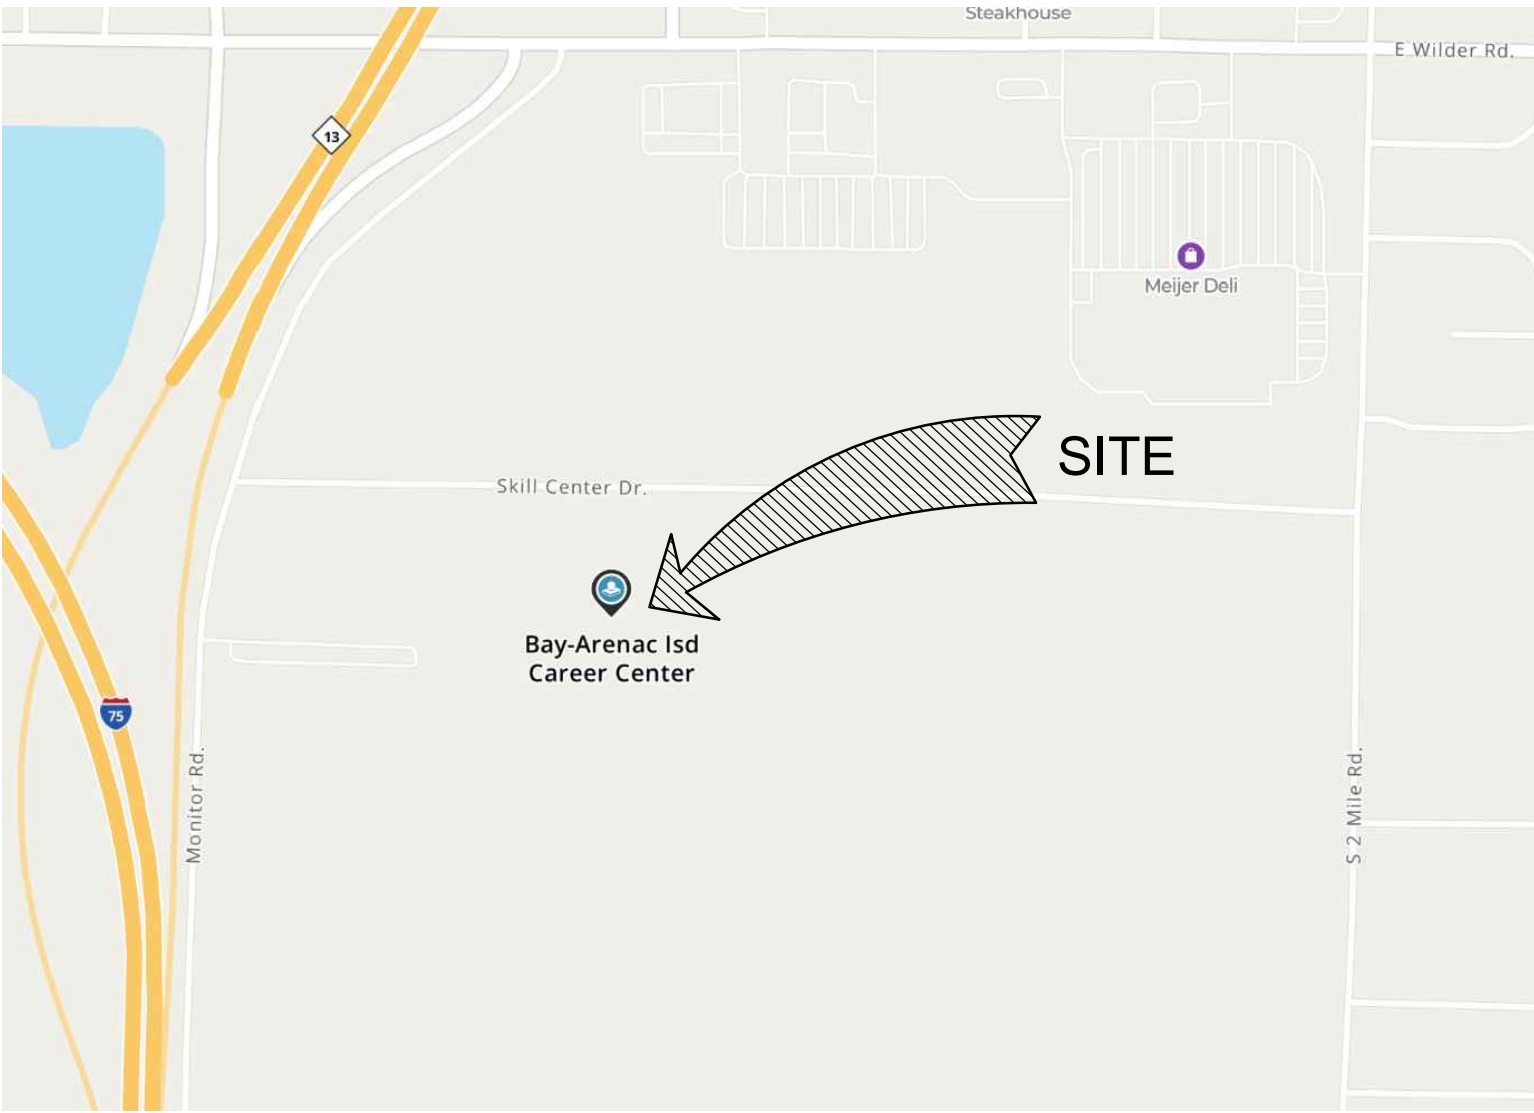 Steakhouse
E Wilder Rd.
13
Meijer Deli
SITE
Skill Center Dr.
Bay-Arenac Isd
Career Center
75
Monitor Rd.
S 2 Mile Rd.